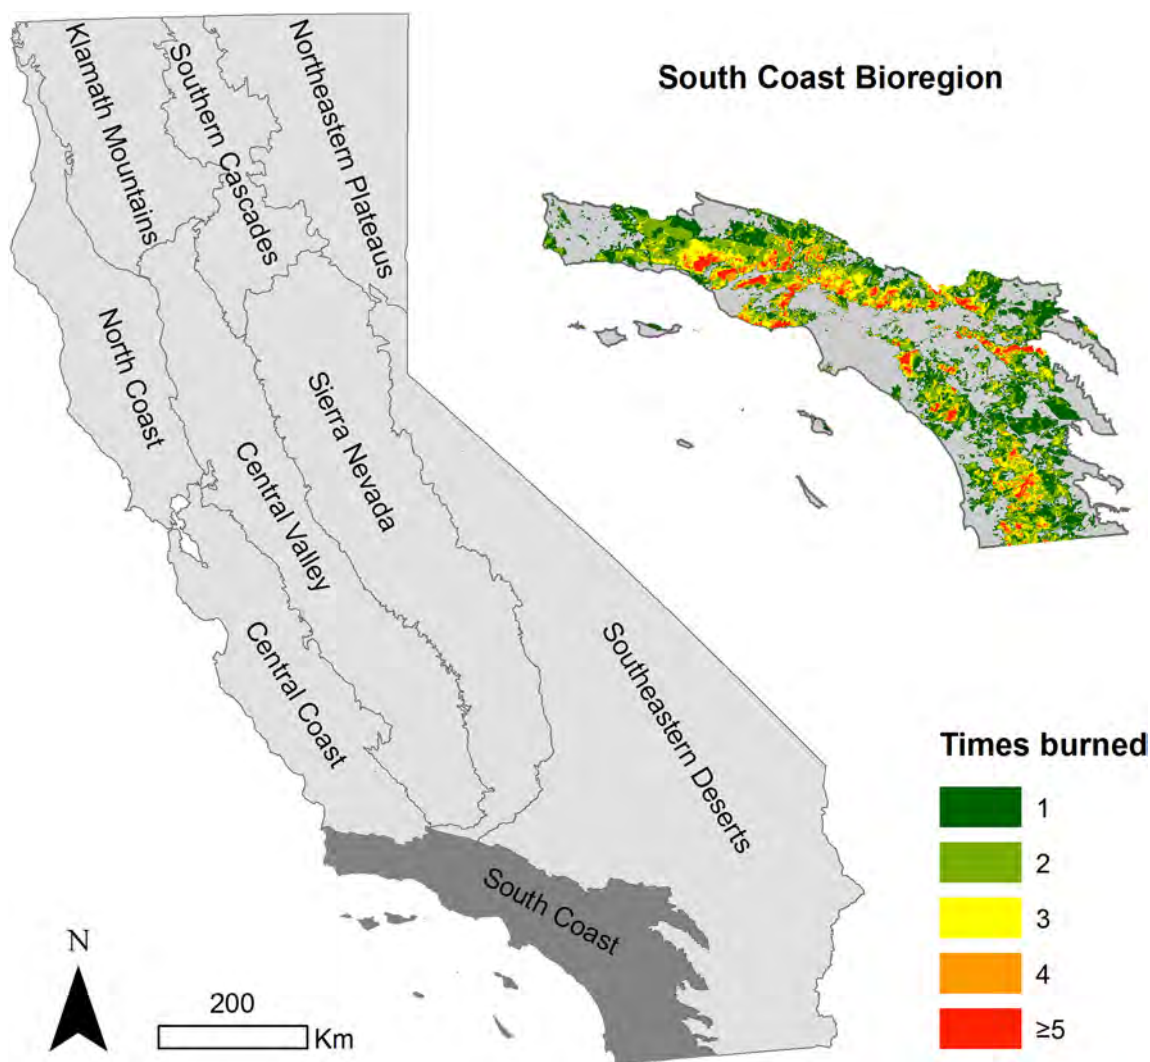 Klamath Mountains
Southern Cascades
Northeastern Plateaus
North Coast
Central Valley
Sierra Nevada
Central Coast
Southeastern Deserts
South Coast
N
200
Km
South Coast Bioregion
Times burned
1
2
3
4
≥5